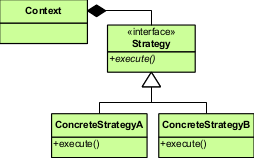 Context
«interface»
Strategy
+execute()
ConcreteStrategyA
+execute()
ConcreteStrategyB
+execute()